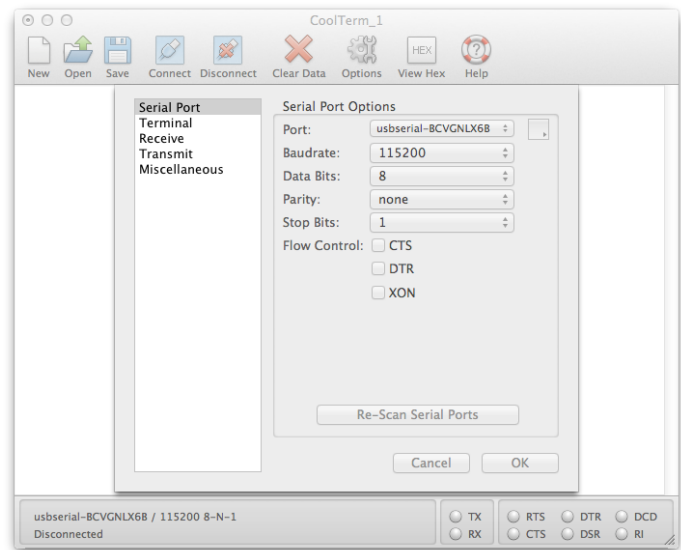 CoolTerm_1
New Open Save Connect Disconnect Clear Data Options HEX View Hex Help
Serial Port
Terminal
Receive
Transmit
Miscellaneous
Serial Port Options
Port: usbserial-BCVGNLX6B
Baudrate: 115200
Data Bits: 8
Parity: none
Stop Bits: 1
Flow Control: CTS
DTR
XON
Re-Scan Serial Ports
Cancel OK
usbserial-BCVGNLX6B / 115200 8-N-1
Disconnected
TX RTS DTR DCD
RX CTS DSR RI